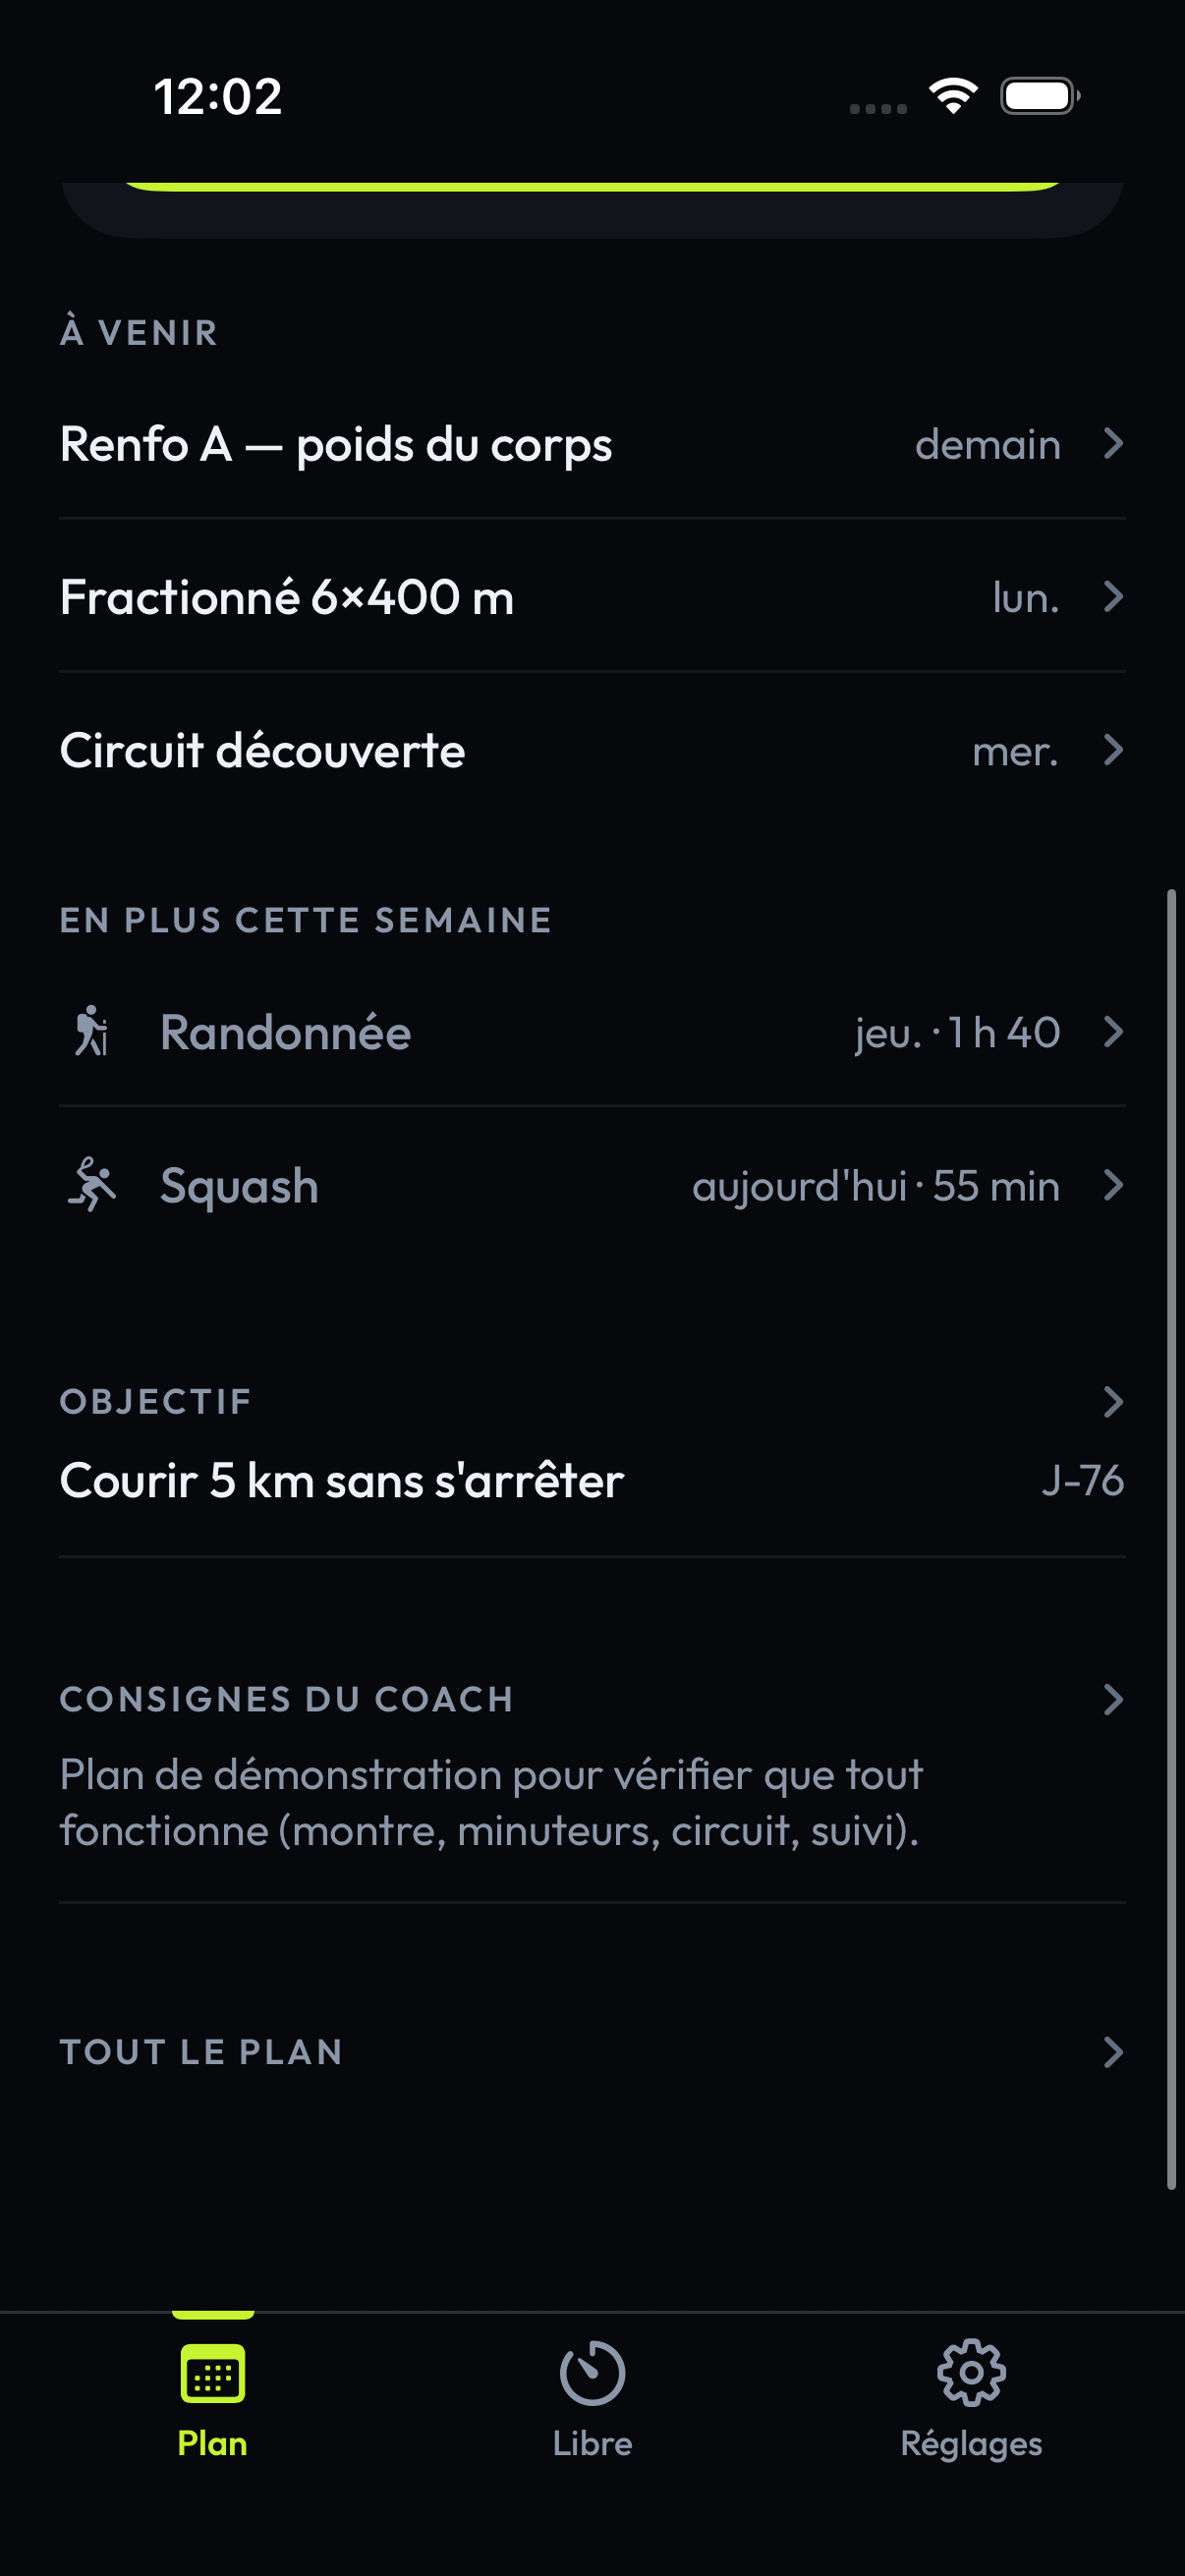 12:02
À VENIR
Renfo A — poids du corps demain
Fractionné 6×400 m lun.
Circuit découverte mer.
EN PLUS CETTE SEMAINE
Randonnée jeu. · 1 h 40
Squash aujourd'hui · 55 min
OBJECTIF
Courir 5 km sans s'arrêter J-76
CONSIGNES DU COACH
Plan de démonstration pour vérifier que tout
fonctionne (montre, minuteurs, circuit, suivi).
TOUT LE PLAN
Plan Libre Réglages